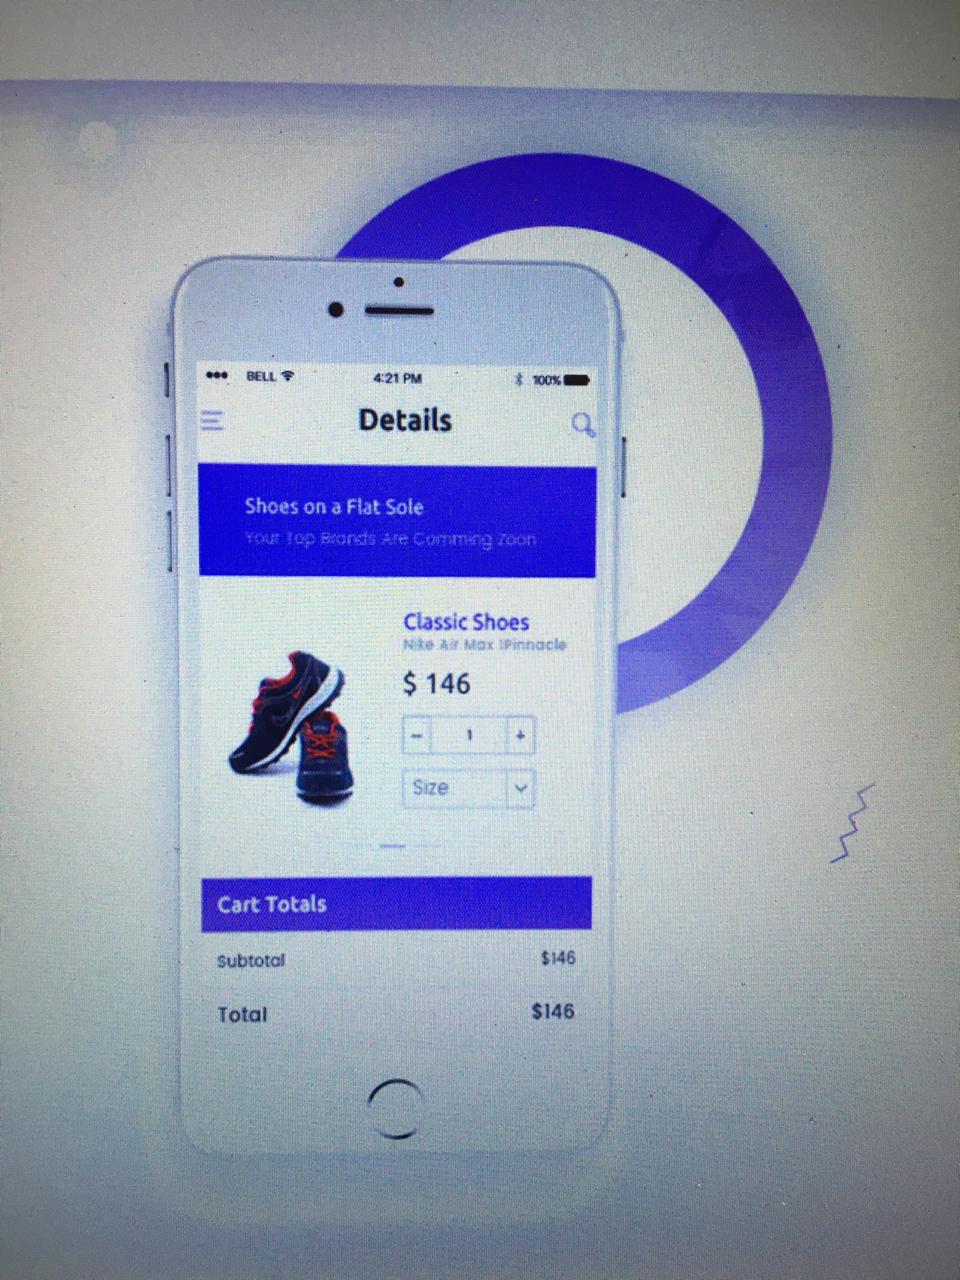 BELL 4:21 PM 100%
Details
Shoes on a Flat Sole
Your Top Brands Are Comming Zoon
Classic Shoes
Nike Air Max 1Pinnacle
$ 146
- 1 +
Size
Cart Totals
Subtotal $146
Total $146